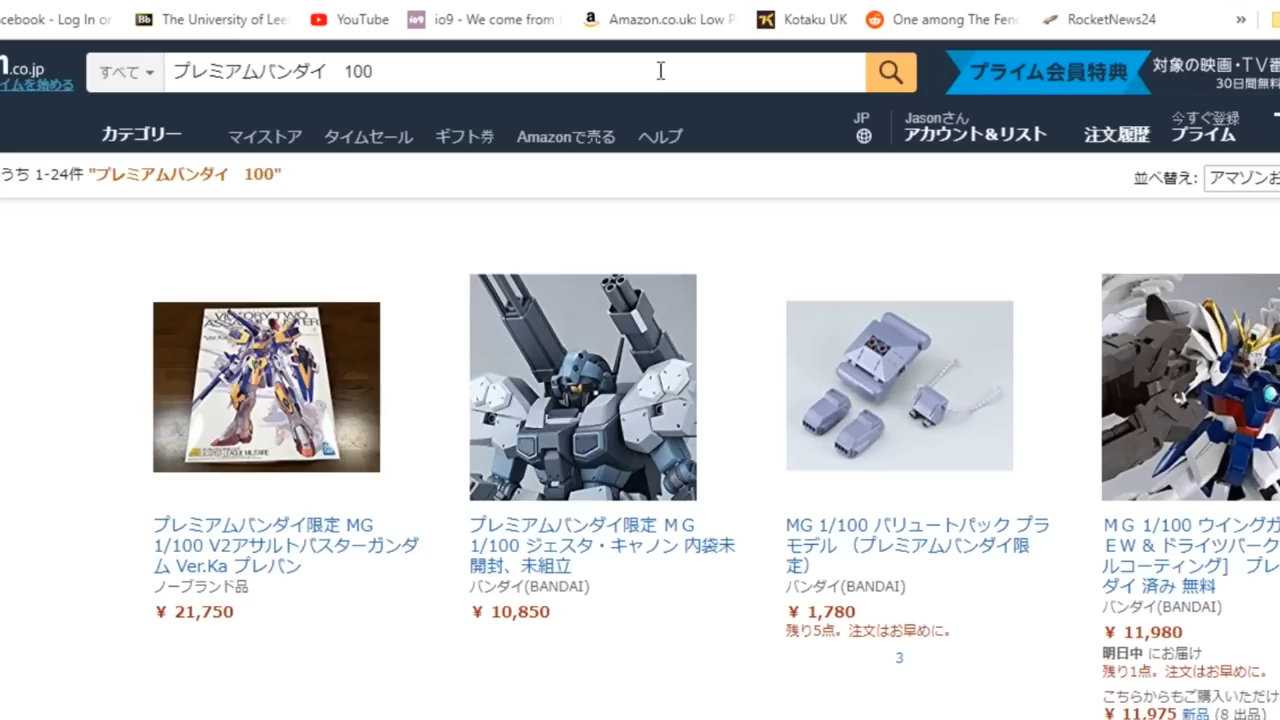 cebook - Log In or
The University of Lee
YouTube
io9 - We come from
Amazon.co.uk: Low P
Kotaku UK
One among The Fenc
RocketNews24
»
n.co.jp
イムを始める
すべて
プレミアムバンダイ　100
プライム会員特典
対象の映画・TV番
30日間無料
カテゴリー
マイストア
タイムセール
ギフト券
Amazonで売る
ヘルプ
JP
Jasonさん
アカウント&リスト
注文履歴
今すぐ登録
プライム
うち 1-24件 "プレミアムバンダイ　100"
並べ替え:
アマゾンお
VICTORY TWO
プレミアムバンダイ限定 MG
1/100 V2アサルトバスターガンダ
ム Ver.Ka プレバン
ノーブランド品
￥ 21,750
プレミアムバンダイ限定 ＭＧ
1/100 ジェスタ・キャノン 内袋未
開封、未組立
バンダイ(BANDAI)
￥ 10,850
MG 1/100 バリュートパック プラ
モデル （プレミアムバンダイ限
定）
バンダイ(BANDAI)
￥ 1,780
残り5点。注文はお早めに。
3
ＭＧ 1/100 ウイングガ
ＥＷ & ドライツバーク
ルコーティング]　プレ
ダイ 済み 無料
バンダイ(BANDAI)
￥ 11,980
明日中 にお届け
残り1点。注文はお早めに。
こちらからもご購入いただけ
￥ 11,975 新品 (8 出品)